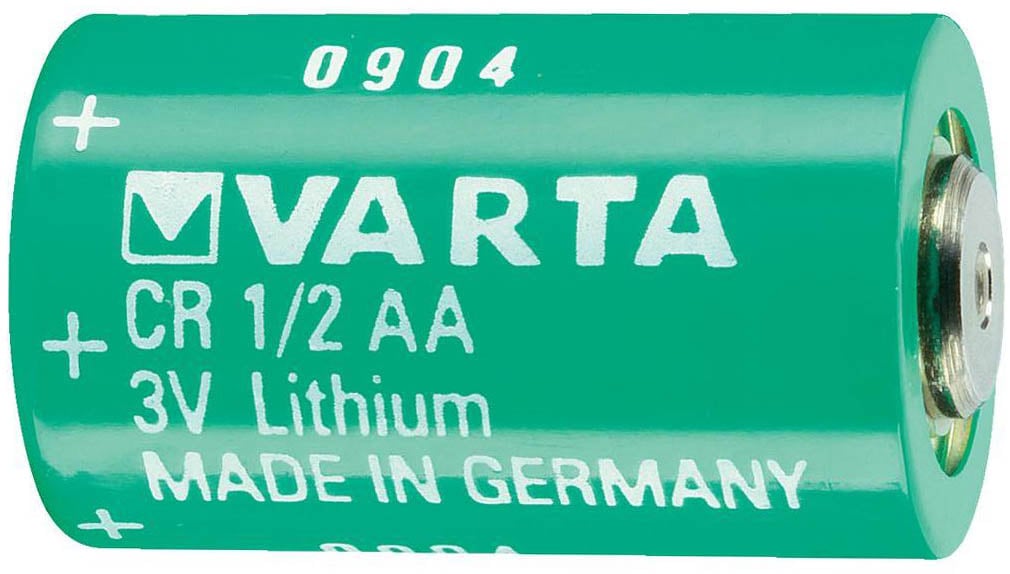 0904
+
VARTA
CR 1/2 AA
+
3V Lithium
MADE IN GERMANY
+